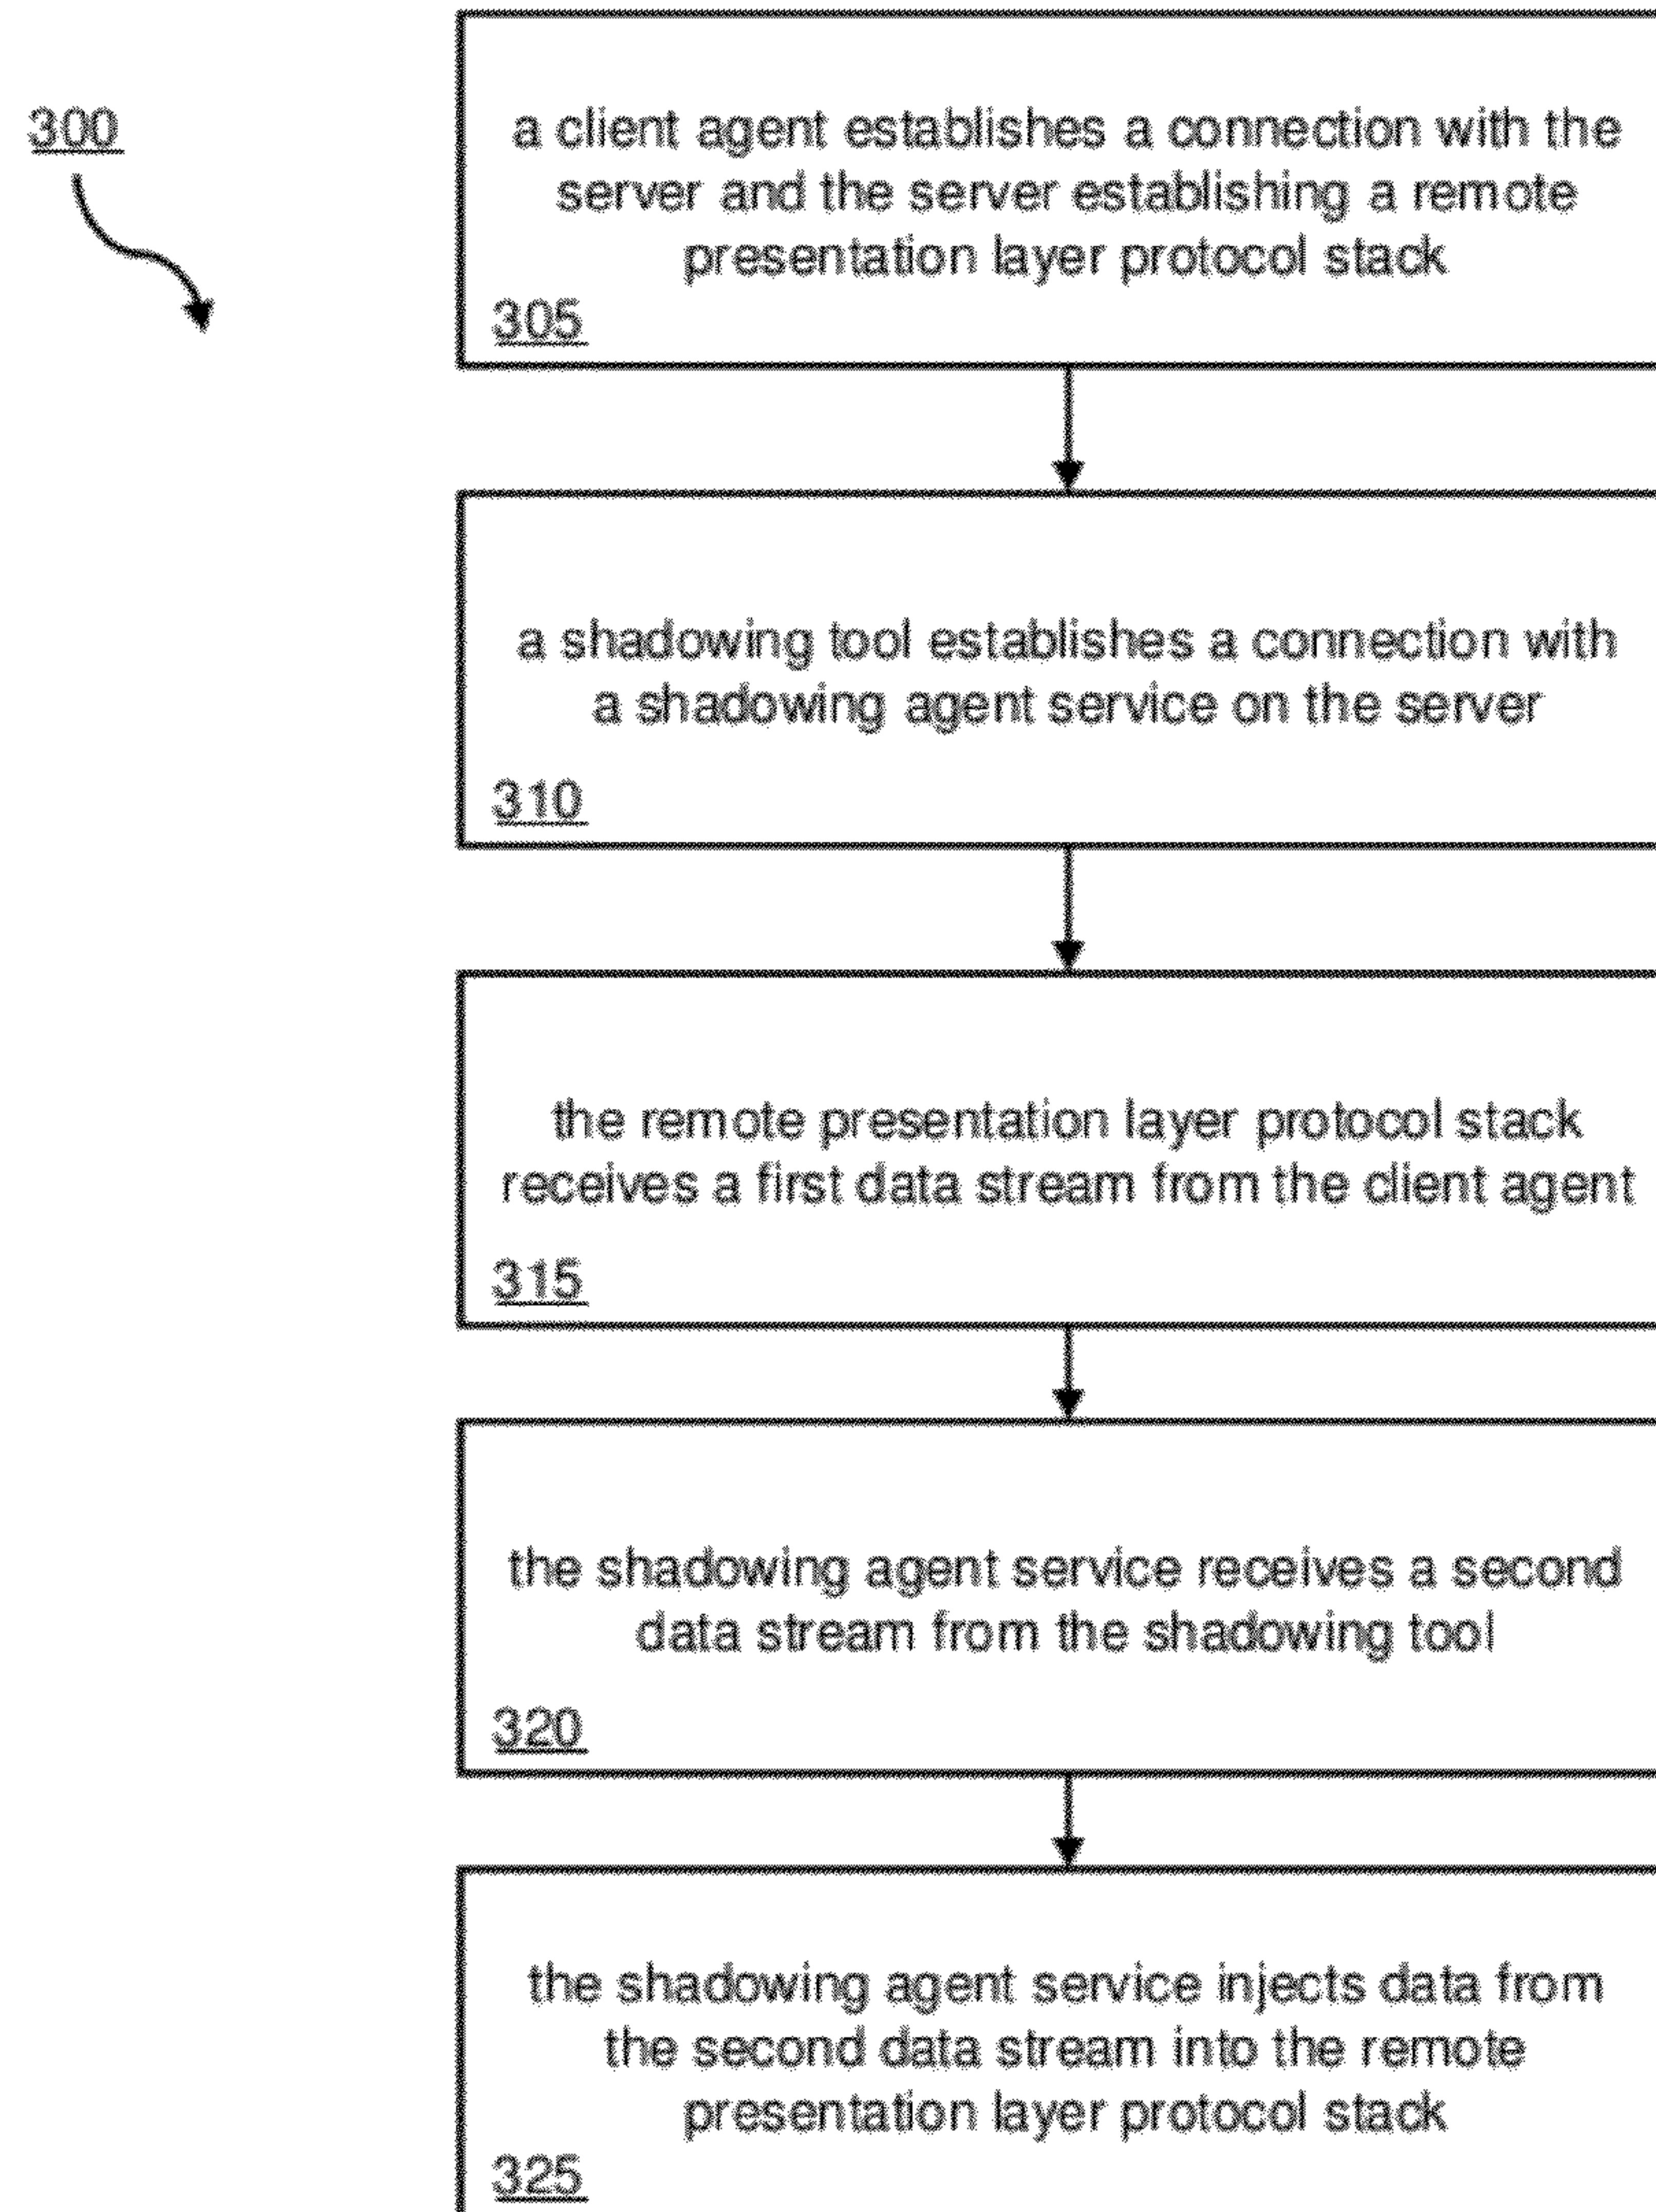 300
a client agent establishes a connection with the
server and the server establishing a remote
presentation layer protocol stack
305
a shadowing tool establishes a connection with
a shadowing agent service on the server
310
the remote presentation layer protocol stack
receives a first data stream from the client agent
315
the shadowing agent service receives a second
data stream from the shadowing tool
320
the shadowing agent service injects data from
the second data stream into the remote
presentation layer protocol stack
325